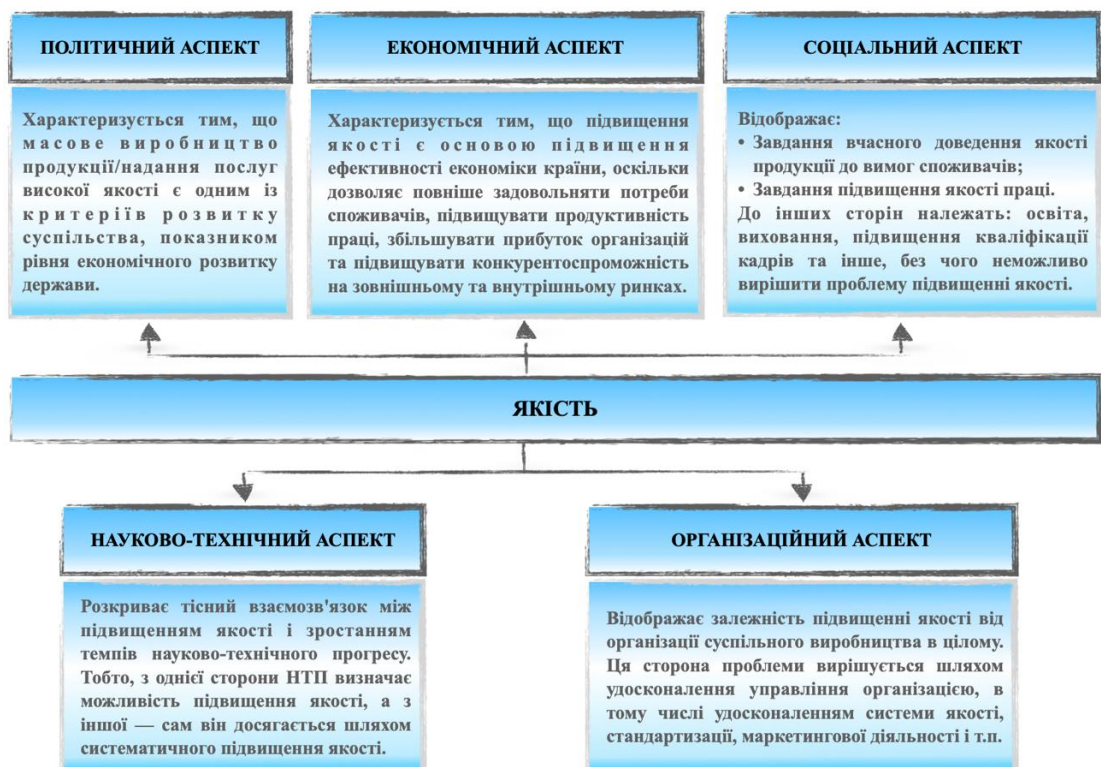 ПОЛІТИЧНИЙ АСПЕКТ
Характеризується тим, що
масове виробництво
продукції/надання послуг
високої якості є одним із
критеріїв розвитку
суспільства, показником
рівня економічного розвитку
держави.
ЕКОНОМІЧНИЙ АСПЕКТ
Характеризується тим, що підвищення
якості є основою підвищення
ефективності економіки країни, оскільки
дозволяє повніше задовольняти потреби
споживачів, підвищувати продуктивність
праці, збільшувати прибуток організацій
та підвищувати конкурентоспроможність
на зовнішньому та внутрішньому ринках.
СОЦІАЛЬНИЙ АСПЕКТ
Відображає:
• Завдання вчасного доведення якості
продукції до вимог споживачів;
• Завдання підвищення якості праці.
До інших сторін належать: освіта,
виховання, підвищення кваліфікації
кадрів та інше, без чого неможливо
вирішити проблему підвищенні якості.
ЯКІСТЬ
НАУКОВО-ТЕХНІЧНИЙ АСПЕКТ
Розкриває тісний взаємозв'язок між
підвищенням якості і зростанням
темпів науково-технічного прогресу.
Тобто, з однієї сторони НТП визначає
можливість підвищення якості, а з
іншої — сам він досягається шляхом
систематичного підвищення якості.
ОРГАНІЗАЦІЙНИЙ АСПЕКТ
Відображає залежність підвищенні якості від
організації суспільного виробництва в цілому.
Ця сторона проблеми вирішується шляхом
удосконалення управління організацією, в
тому числі удосконаленням системи якості,
стандартизації, маркетингової діяльності і т.п.